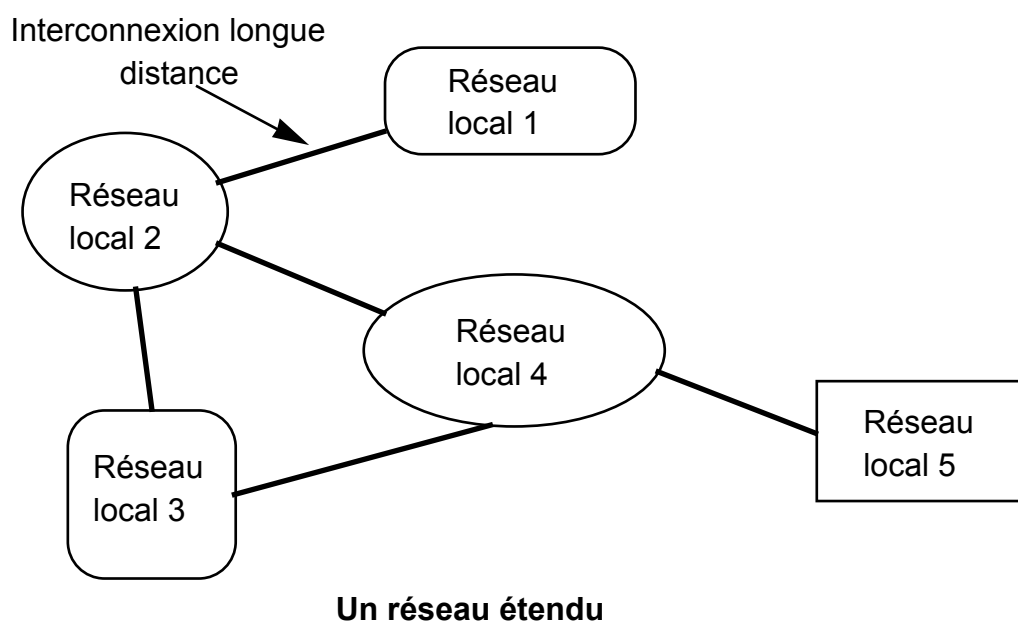 Interconnexion longue
distance
Réseau
local 1
Réseau
local 2
Réseau
local 4
Réseau
local 5
Réseau
local 3
Un réseau étendu